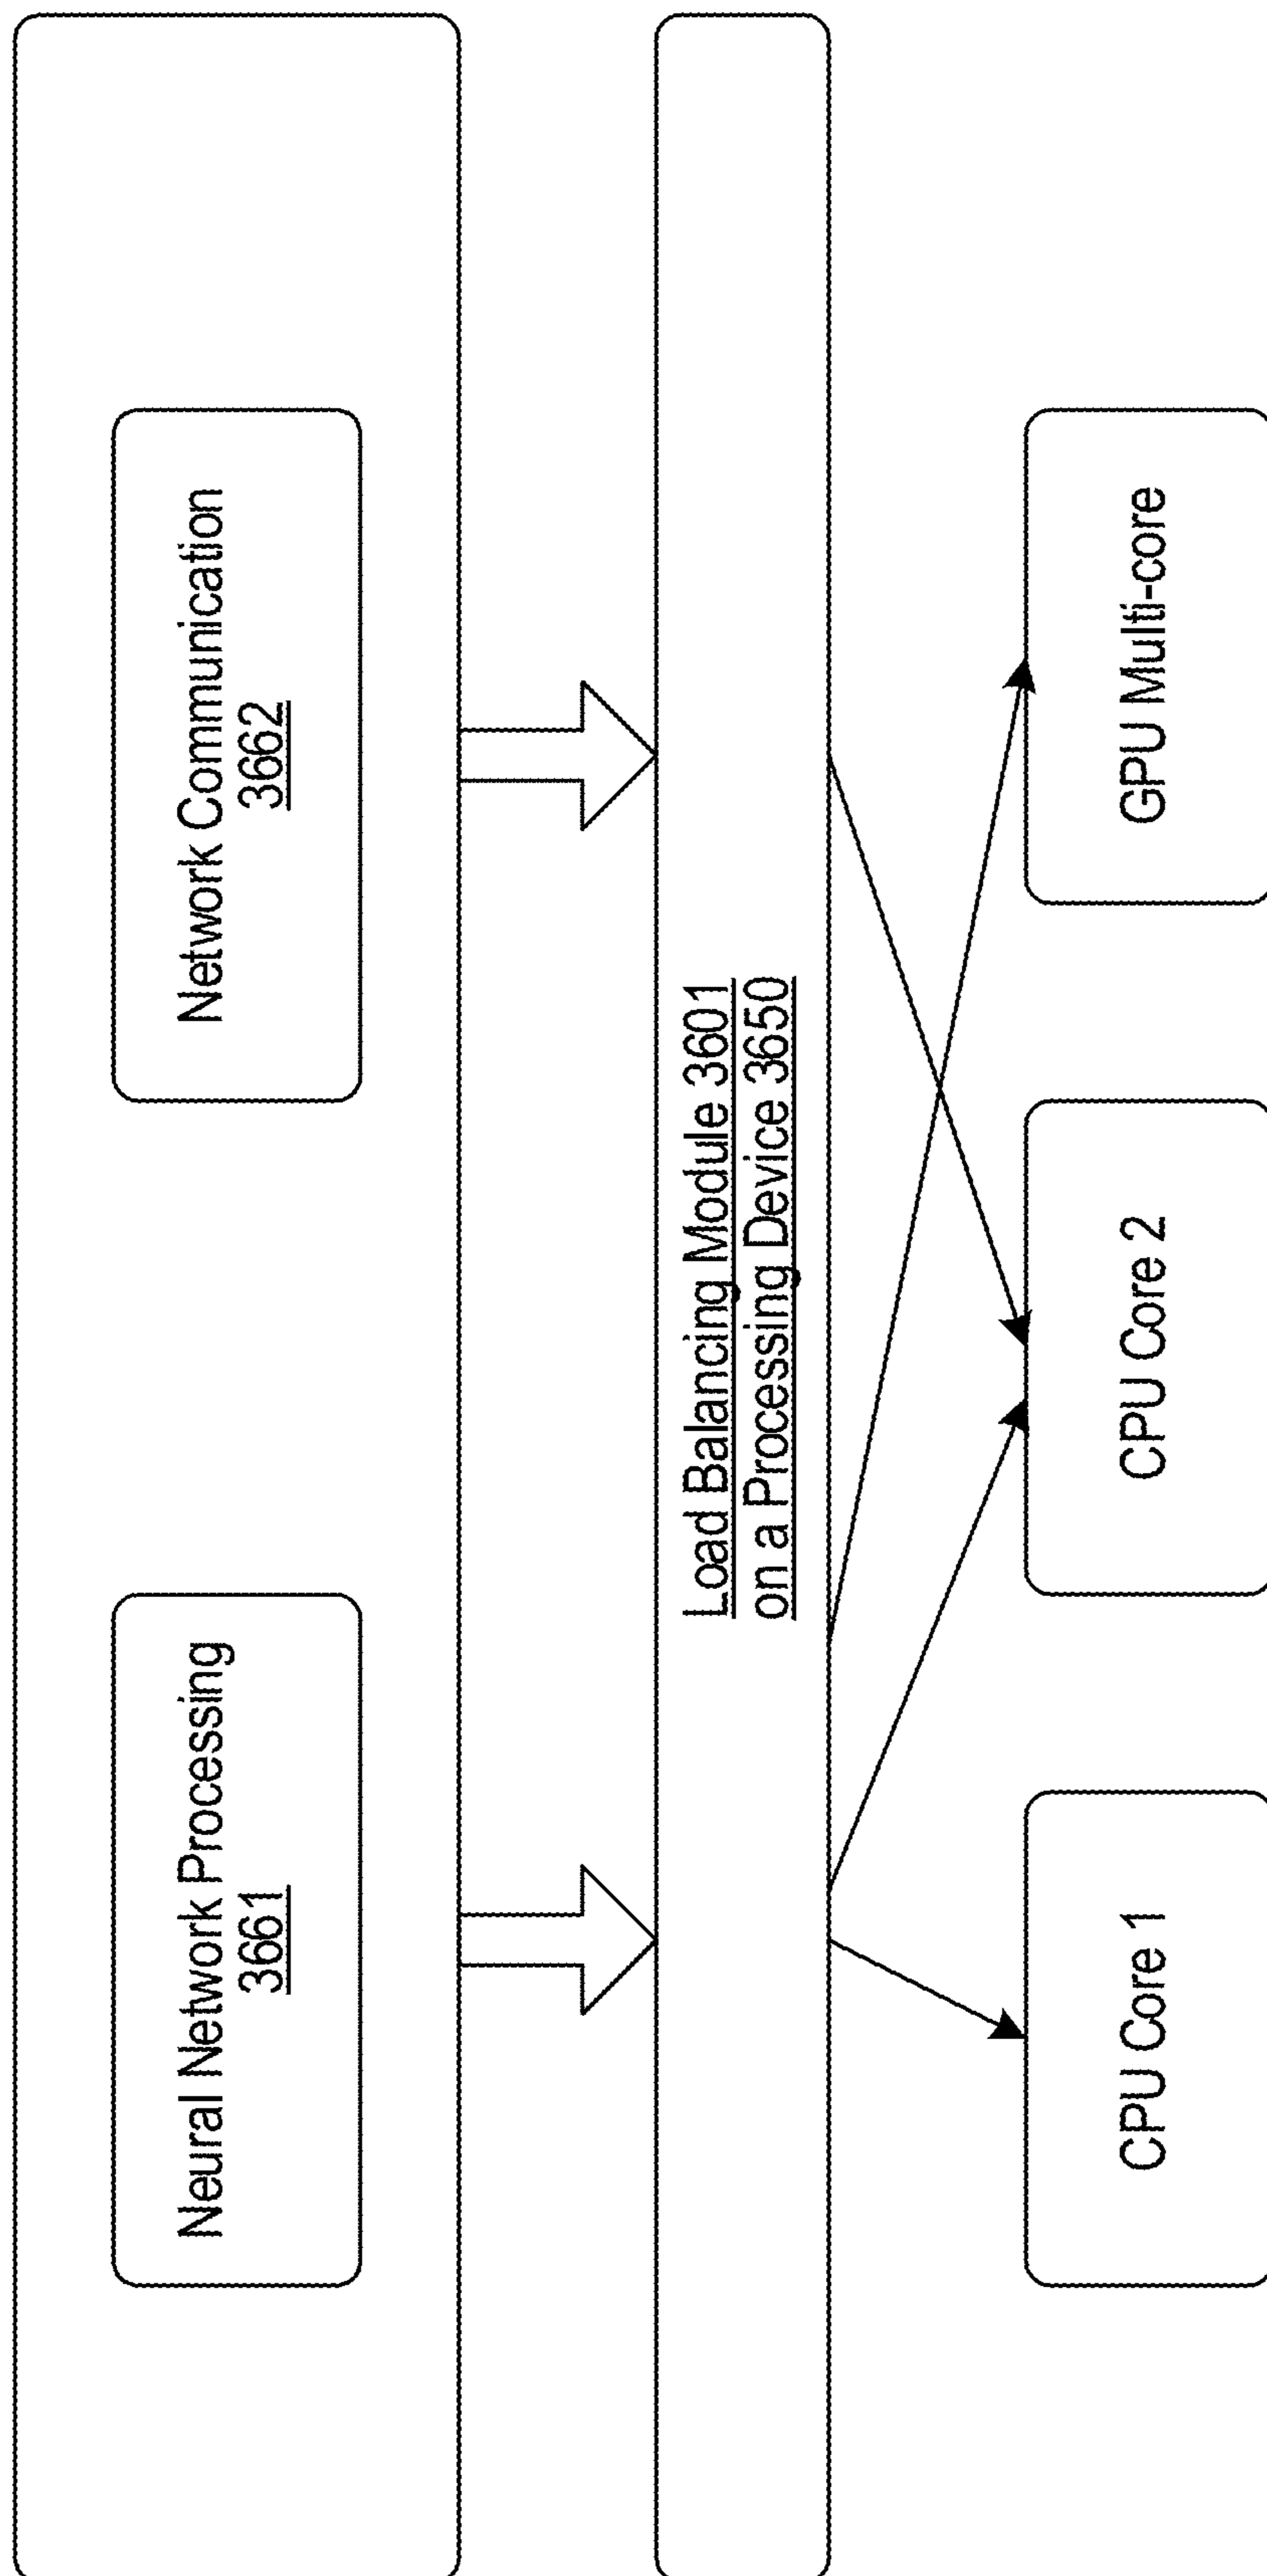 Neural Network Processing
3661
Network Communication
3662
Load Balancing Module 3601
on a Processing Device 3650
CPU Core 1
CPU Core 2
GPU Multi-core